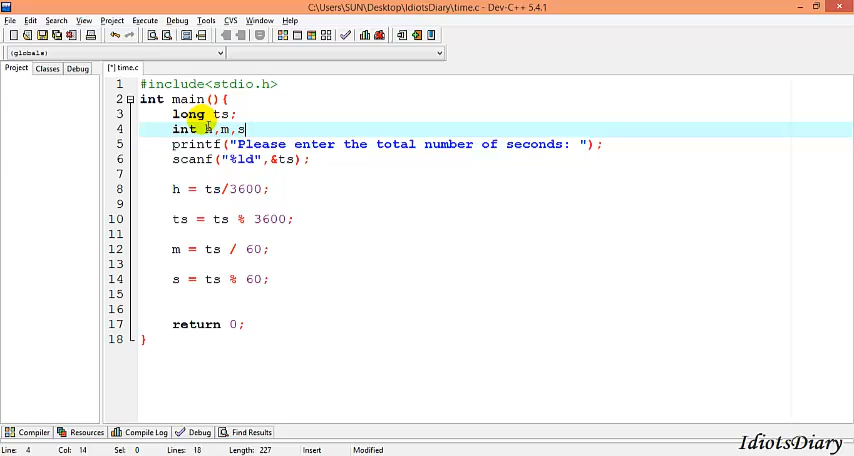 C:\Users\SUN\Desktop\IdiotsDiary\time.c - Dev-C++ 5.4.1
File Edit Search View Project Execute Debug Tools CVS Window Help
(globals)
Project Classes Debug
[*] time.c
1 #include<stdio.h>
2 int main(){
3 long ts;
4 int h,m,s
5 printf("Please enter the total number of seconds: ");
6 scanf("%ld",&ts);
7
8 h = ts/3600;
9
10 ts = ts % 3600;
11
12 m = ts / 60;
13
14 s = ts % 60;
15
16
17 return 0;
18 }
Compiler Resources Compile Log Debug Find Results
Line: 4 Col: 14 Sel: 0 Lines: 18 Length: 227 Insert Modified
IdiotsDiary